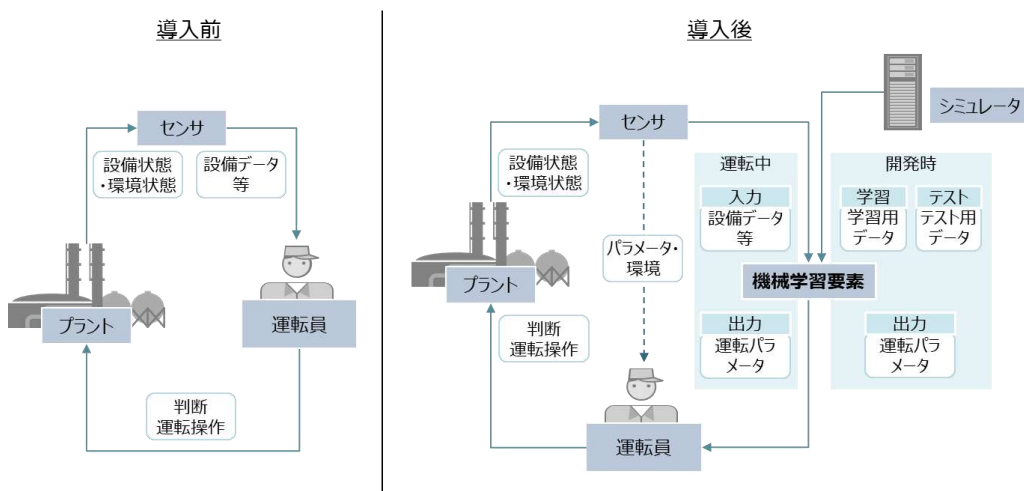 導入前
センサ
設備状態
・環境状態
設備データ
等
プラント
運転員
判断
運転操作
導入後
センサ
シミュレータ
設備状態
・環境状態
運転中
入力
設備データ
等
開発時
学習
学習用
データ
テスト
テスト用
データ
パラメータ・
環境
プラント
機械学習要素
判断
運転操作
出力
運転パラ
メータ
出力
運転パラ
メータ
運転員